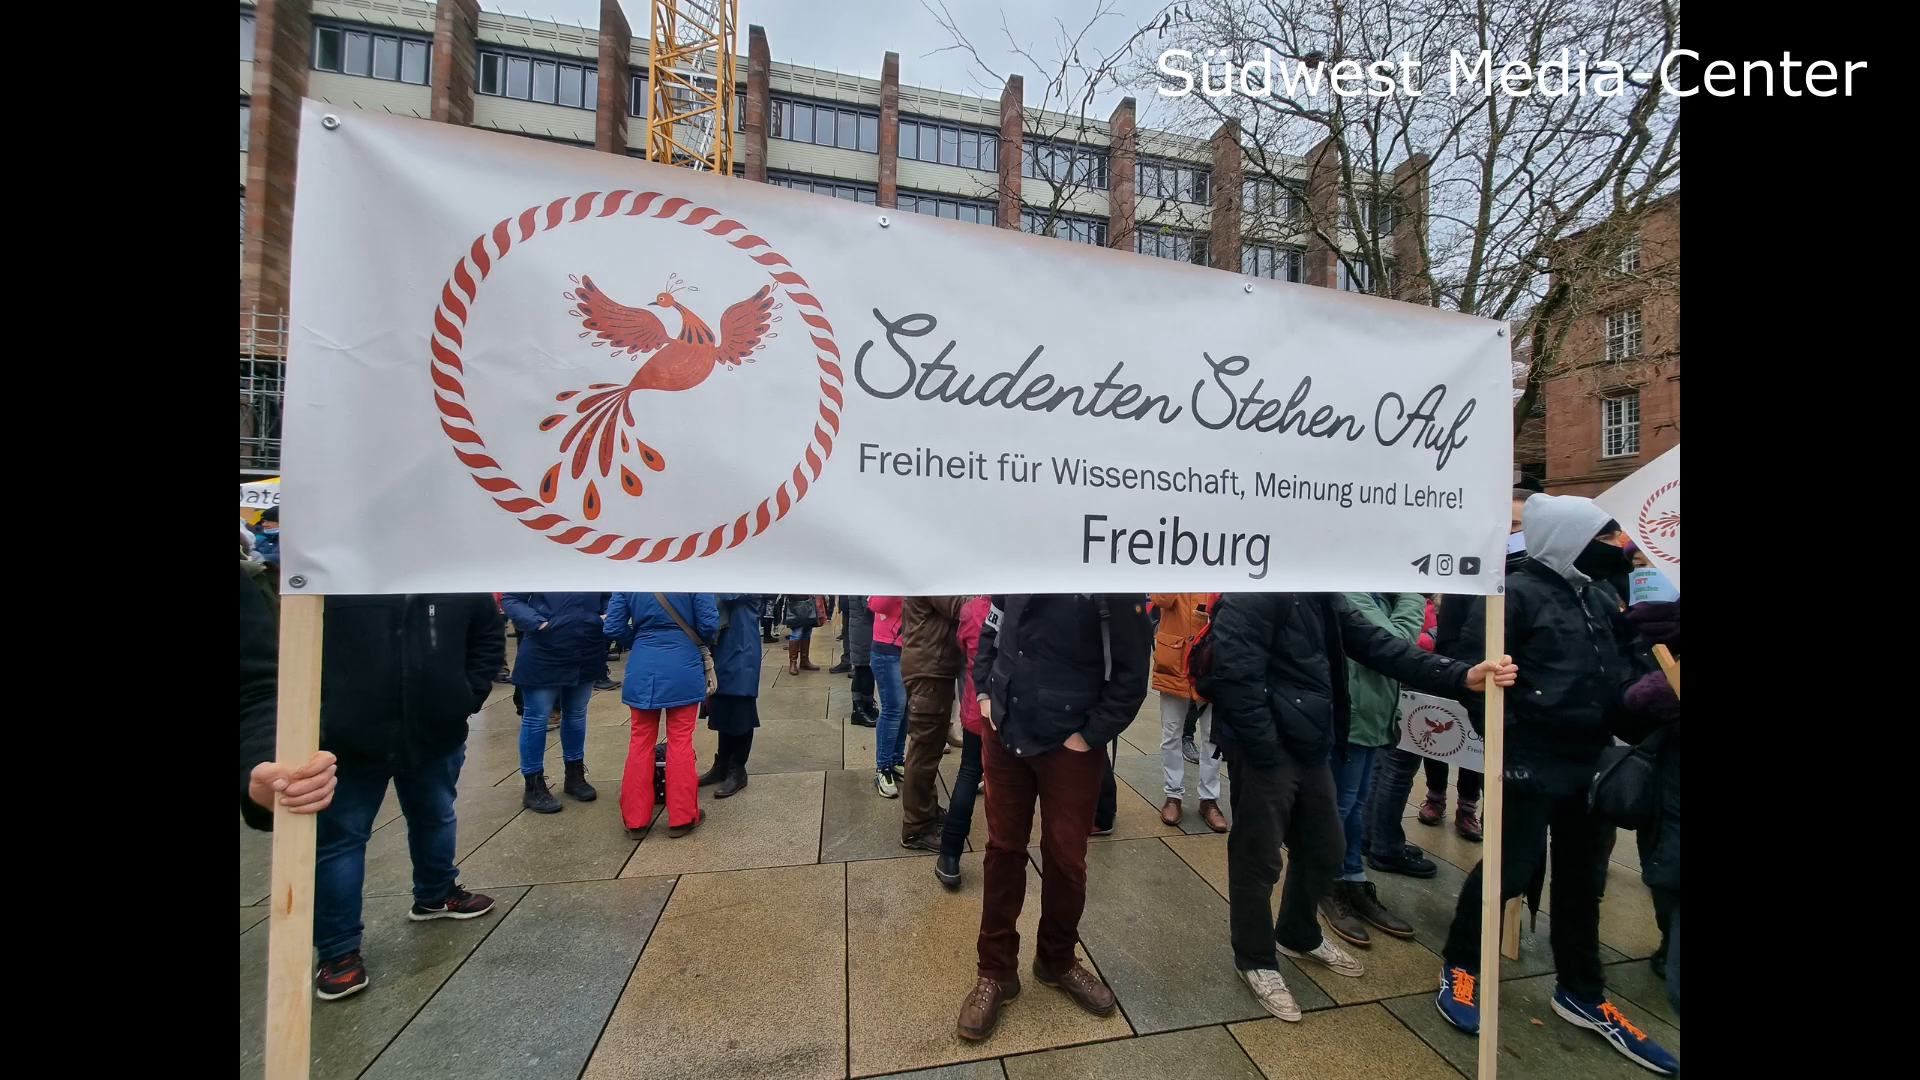 Südwest Media-Center
Studenten Stehen Auf
Freiheit für Wissenschaft, Meinung und Lehre!
Freiburg